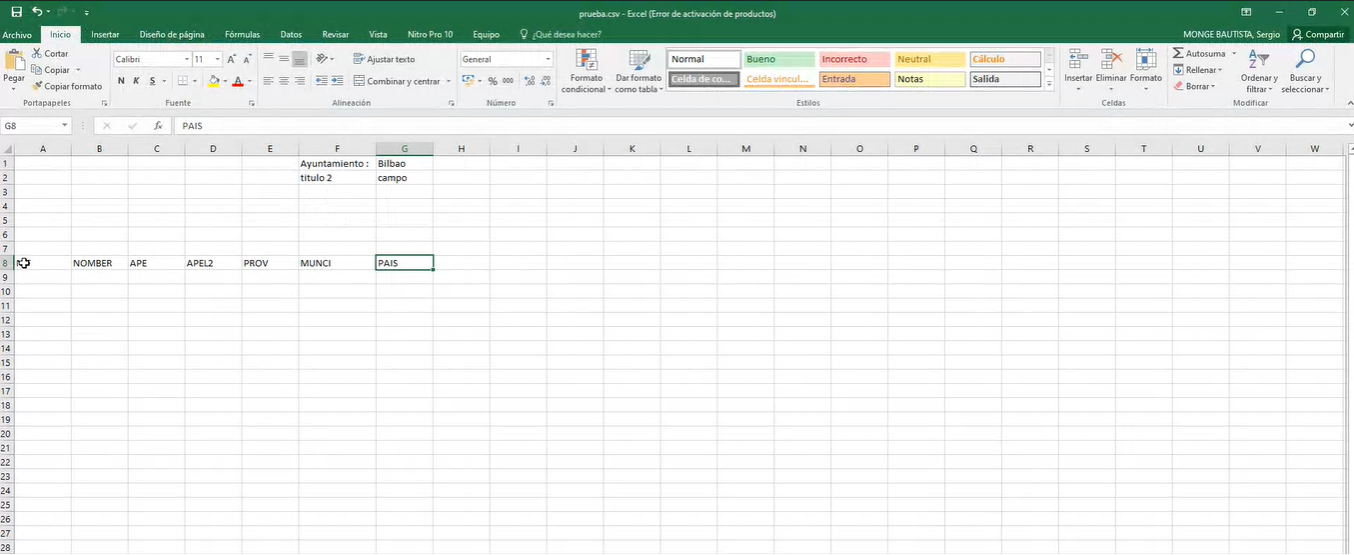 prueba.csv - Excel (Error de activación de productos)
Archivo Inicio Insertar Diseño de página Fórmulas Datos Revisar Vista Nitro Pro 10 Equipo ¿Qué desea hacer? MONGE BAUTISTA, Sergio Compartir
Pegar
Cortar
Copiar
Copiar formato
Portapapeles
Calibri 11
N K S
Fuente
Ajustar texto
Combinar y centrar
Alineación
General
% 000
Número
Formato condicional
Dar formato como tabla
Normal Bueno Incorrecto Neutral Cálculo
Celda de co... Celda vincul... Entrada Notas Salida
Estilos
Insertar Eliminar Formato
Celdas
Autosuma
Rellenar
Borrar
Ordenar y filtrar
Buscar y seleccionar
Modificar
G8 fx PAIS
A B C D E F G H I J K L M N O P Q R S T U V W
1 Ayuntamiento : Bilbao
2 titulo 2 campo
3
4
5
6
7
8 NOMBER APE APEL2 PROV MUNCI PAIS
9
10
11
12
13
14
15
16
17
18
19
20
21
22
23
24
25
26
27
28